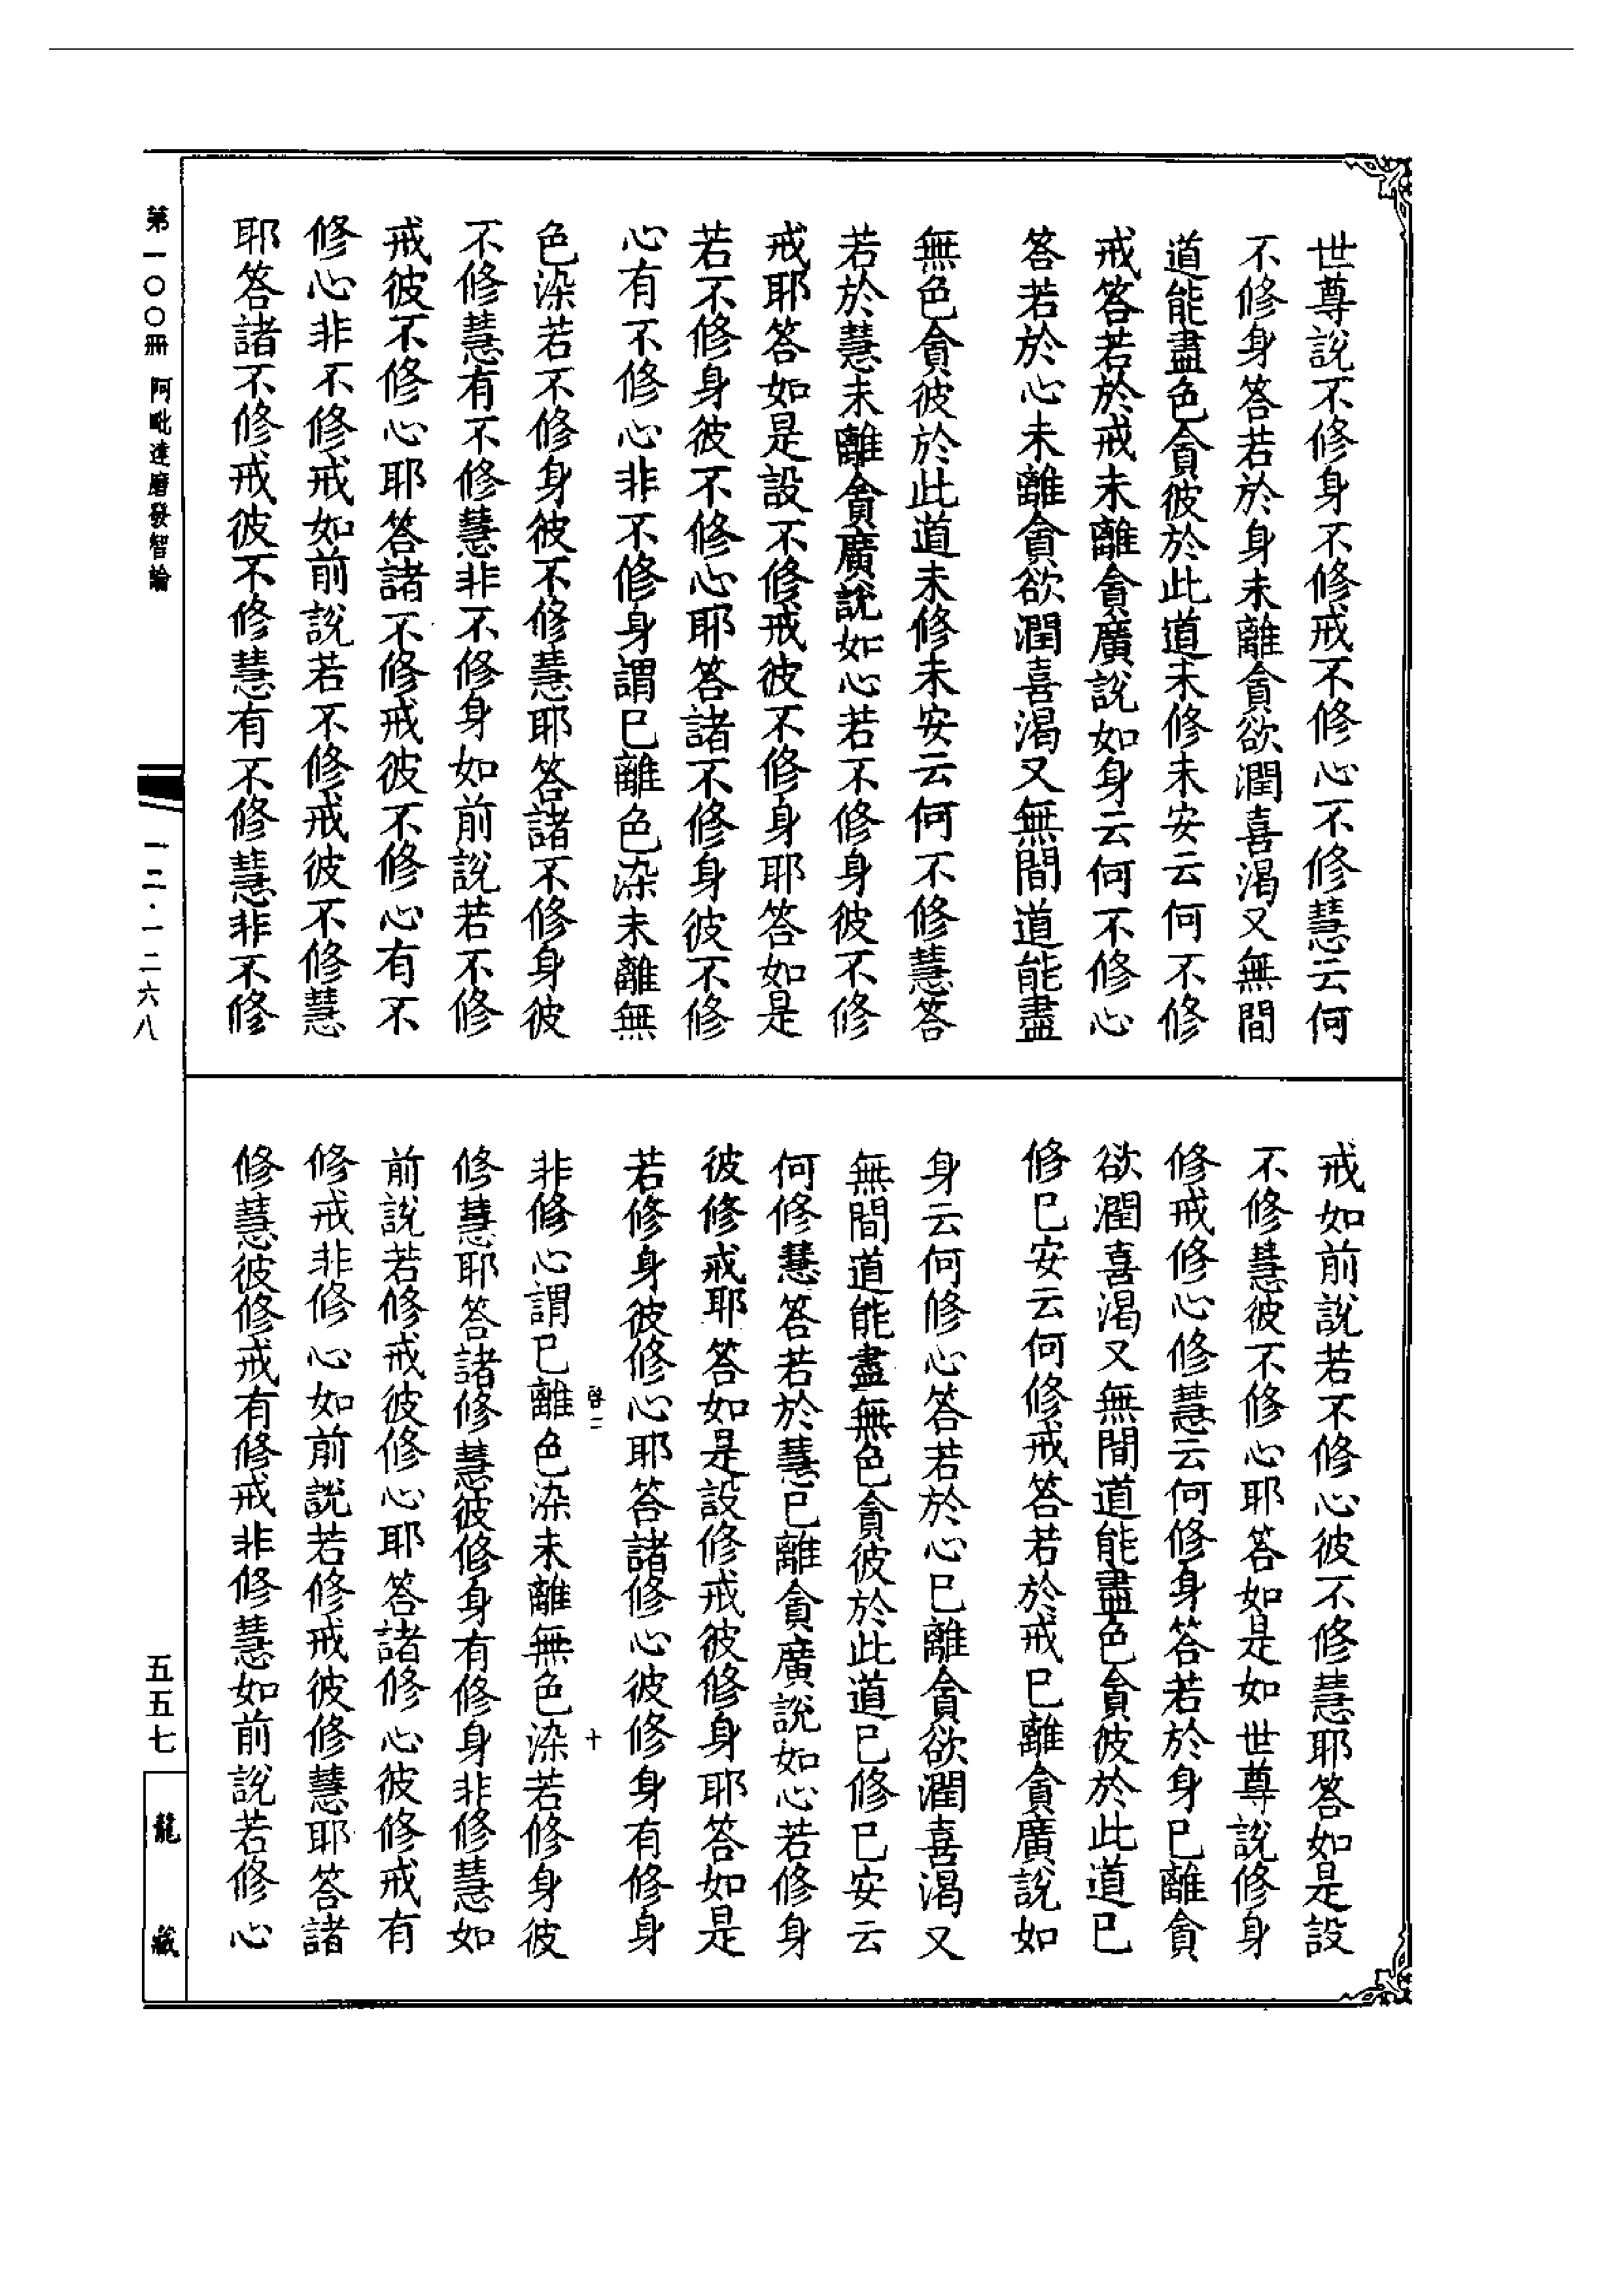 世尊說不修身不修戒不修心不修慧云何
不修身答若於身未離貪欲潤喜渴又無間
道能盡色貪彼於此道未修未安云何不修
戒答若於戒未離貪廣說如身云何不修心
答若於心未離貪欲潤喜渴又無間道能盡
無色貪彼於此道未修未安云何不修慧答
若於慧未離貪廣說如心若不修身彼不修
戒耶答如是設不修戒彼不修身耶答如是
若不修身彼不修心耶答諸不修身彼不修
心有不修心非不修身謂已離色染未離無
色染若不修身彼不修慧耶答諸不修身彼
不修慧有不修慧非不修身如前說若不修
戒彼不修心耶答諸不修戒彼不修心有不
修心非不修戒如前說若不修戒彼不修慧
耶答諸不修戒彼不修慧有不修慧非不修
戒如前說若不修心彼不修慧耶答如是設
不修慧彼不修心耶答如是如世尊說修身
修戒修心修慧云何修身答若於身已離貪
欲潤喜渴又無間道能盡色貪彼於此道已
修已安云何修戒答若於戒已離貪廣說如
身云何修心答若於心已離貪欲潤喜渴又
無間道能盡無色貪彼於此道已修已安云
何修慧答若於慧已離貪廣說如心若修身
彼修戒耶答如是設修戒彼修身耶答如是
若修身彼修心耶答諸修心彼修身有修身
非修心謂已離色染未離無色染若修身彼
修慧耶答諸修慧彼修身有修身非修慧如
前說若修戒彼修心耶答諸修心彼修戒有
修戒非修心如前說若修戒彼修慧耶答諸
修慧彼修戒有修戒非修慧如前說若修心
第一〇〇冊 阿毗達磨發智論
一二·一二六八
五五七
龍藏
十